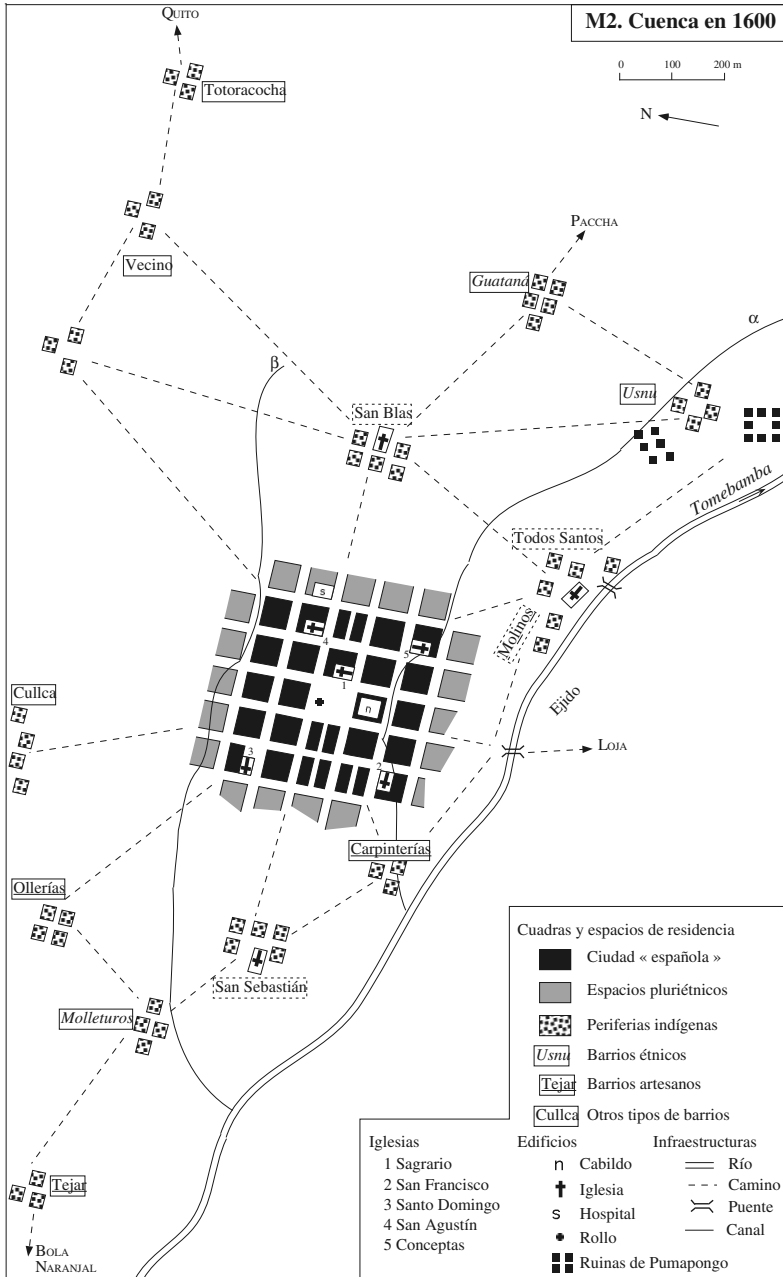 M2. Cuenca en 1600
0 100 200 m
N
QUITO
Totoracocha
Vecino
PACCHA
Guataná
α
β
San Blas
Usnu
Tomebamba
Todos Santos
Molinos
S
4
5
1
n
Ejido
Cullca
LOJA
3
2
Carpinterías
Ollerías
San Sebastián
Molleturos
Tejar
BOLA
NARANJAL
Cuadras y espacios de residencia
Ciudad « española »
Espacios pluriétnicos
Periferias indígenas
Usnu Barrios étnicos
Tejar Barrios artesanos
Cullca Otros tipos de barrios
Iglesias
1 Sagrario
2 San Francisco
3 Santo Domingo
4 San Agustín
5 Conceptas
Edificios
n Cabildo
Iglesia
S Hospital
Rollo
Ruinas de Pumapongo
Infraestructuras
Río
Camino
Puente
Canal